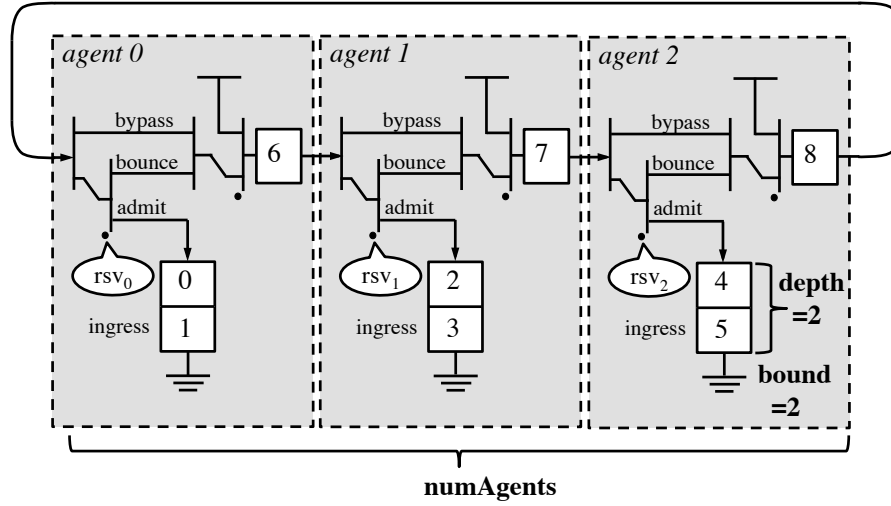 agent 0
agent 1
agent 2
bypass
bypass
bypass
6
7
8
bounce
bounce
bounce
admit
admit
admit
rsv0
rsv1
rsv2
0
2
4
depth
=2
ingress
1
ingress
3
ingress
5
bound
=2
numAgents